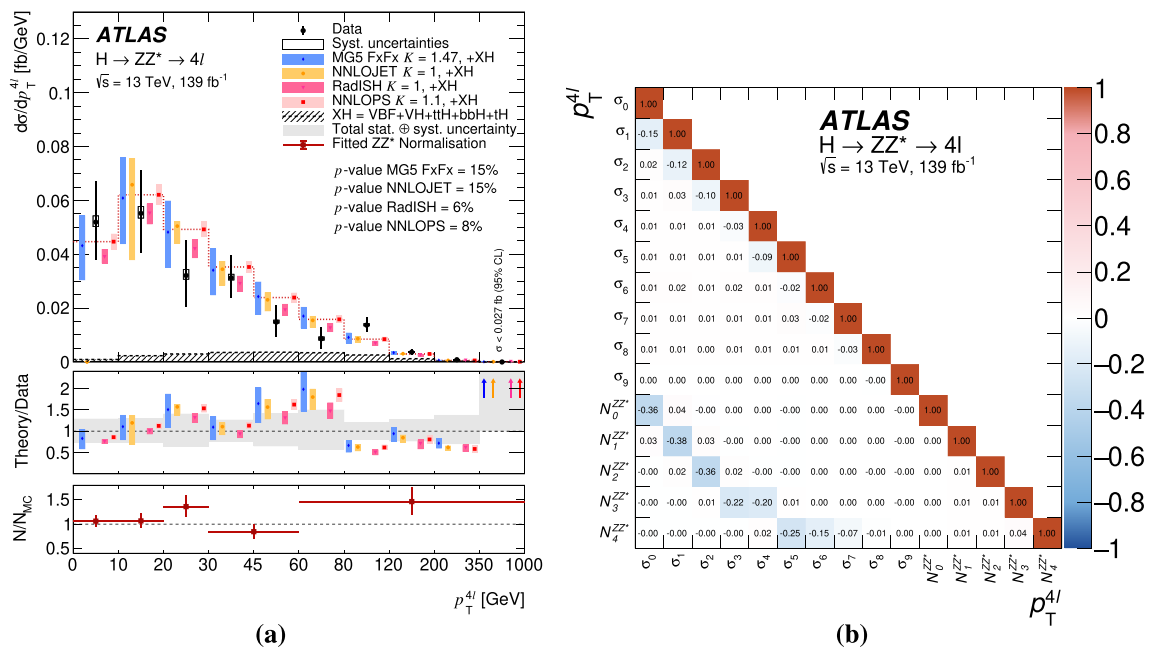 ATLAS
H → ZZ* → 4l
√s = 13 TeV, 139 fb-1
Data
Syst. uncertainties
MG5 FxFx K = 1.47, +XH
NNLOJET K = 1, +XH
RadISH K = 1, +XH
NNLOPS K = 1.1, +XH
XH = VBF+VH+ttH+bbH+tH
Total stat. ⊕ syst. uncertainty
Fitted ZZ* Normalisation
p-value MG5 FxFx = 15%
p-value NNLOJET = 15%
p-value RadISH = 6%
p-value NNLOPS = 8%
σ < 0.027 fb (95% CL)
dσ/dp_T^4l [fb/GeV]
0.12
0.1
0.08
0.06
0.04
0.02
0
Theory/Data
2
1.5
1
0.5
N/N_MC
1.5
1
0.5
0 10 20 30 45 60 80 120 200 350 1000
p_T^4l [GeV]
(a)
p_T^4l
ATLAS
H → ZZ* → 4l
√s = 13 TeV, 139 fb-1
σ0 1.00
σ1 -0.15 1.00
σ2 0.02 -0.12 1.00
σ3 0.01 0.03 -0.10 1.00
σ4 0.01 0.01 0.01 -0.03 1.00
σ5 0.01 0.01 0.01 0.01 -0.09 1.00
σ6 0.01 0.02 0.01 0.01 0.02 -0.02 1.00
σ7 0.01 0.01 0.01 0.01 0.01 -0.03 -0.02 1.00
σ8 0.01 0.01 0.01 0.01 0.01 0.01 0.01 -0.03 1.00
σ9 0.00 0.00 0.00 0.00 0.00 0.00 0.00 0.00 -0.00 1.00
N0^ZZ* -0.36 0.04 -0.00 -0.00 0.00 -0.00 0.00 0.00 0.00 0.00 1.00
N1^ZZ* 0.03 -0.38 0.03 -0.00 0.00 0.00 0.00 0.00 0.00 0.00 0.01 1.00
N2^ZZ* -0.00 0.02 -0.36 0.02 -0.00 0.00 0.00 0.00 0.00 0.00 0.00 0.01 1.00
N3^ZZ* -0.00 0.00 0.01 -0.22 -0.20 0.01 0.00 0.00 0.00 0.00 0.00 0.01 0.01 1.00
N4^ZZ* -0.00 -0.00 -0.00 0.00 0.02 -0.25 -0.15 -0.07 -0.01 -0.00 0.00 0.01 0.01 0.04 1.00
σ0 σ1 σ2 σ3 σ4 σ5 σ6 σ7 σ8 σ9 N0^ZZ* N1^ZZ* N2^ZZ* N3^ZZ* N4^ZZ*
p_T^4l
1
0.8
0.6
0.4
0.2
0
−0.2
−0.4
−0.6
−0.8
−1
(b)